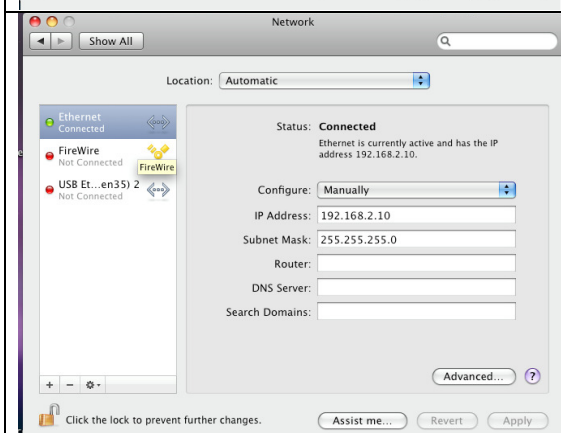 Network
Show All
Location: Automatic
Ethernet
Connected
FireWire
Not Connected
FireWire
USB Et...en35) 2
Not Connected
Status: Connected
Ethernet is currently active and has the IP
address 192.168.2.10.
Configure: Manually
IP Address: 192.168.2.10
Subnet Mask: 255.255.255.0
Router:
DNS Server:
Search Domains:
Advanced... ?
Click the lock to prevent further changes.
Assist me... Revert Apply